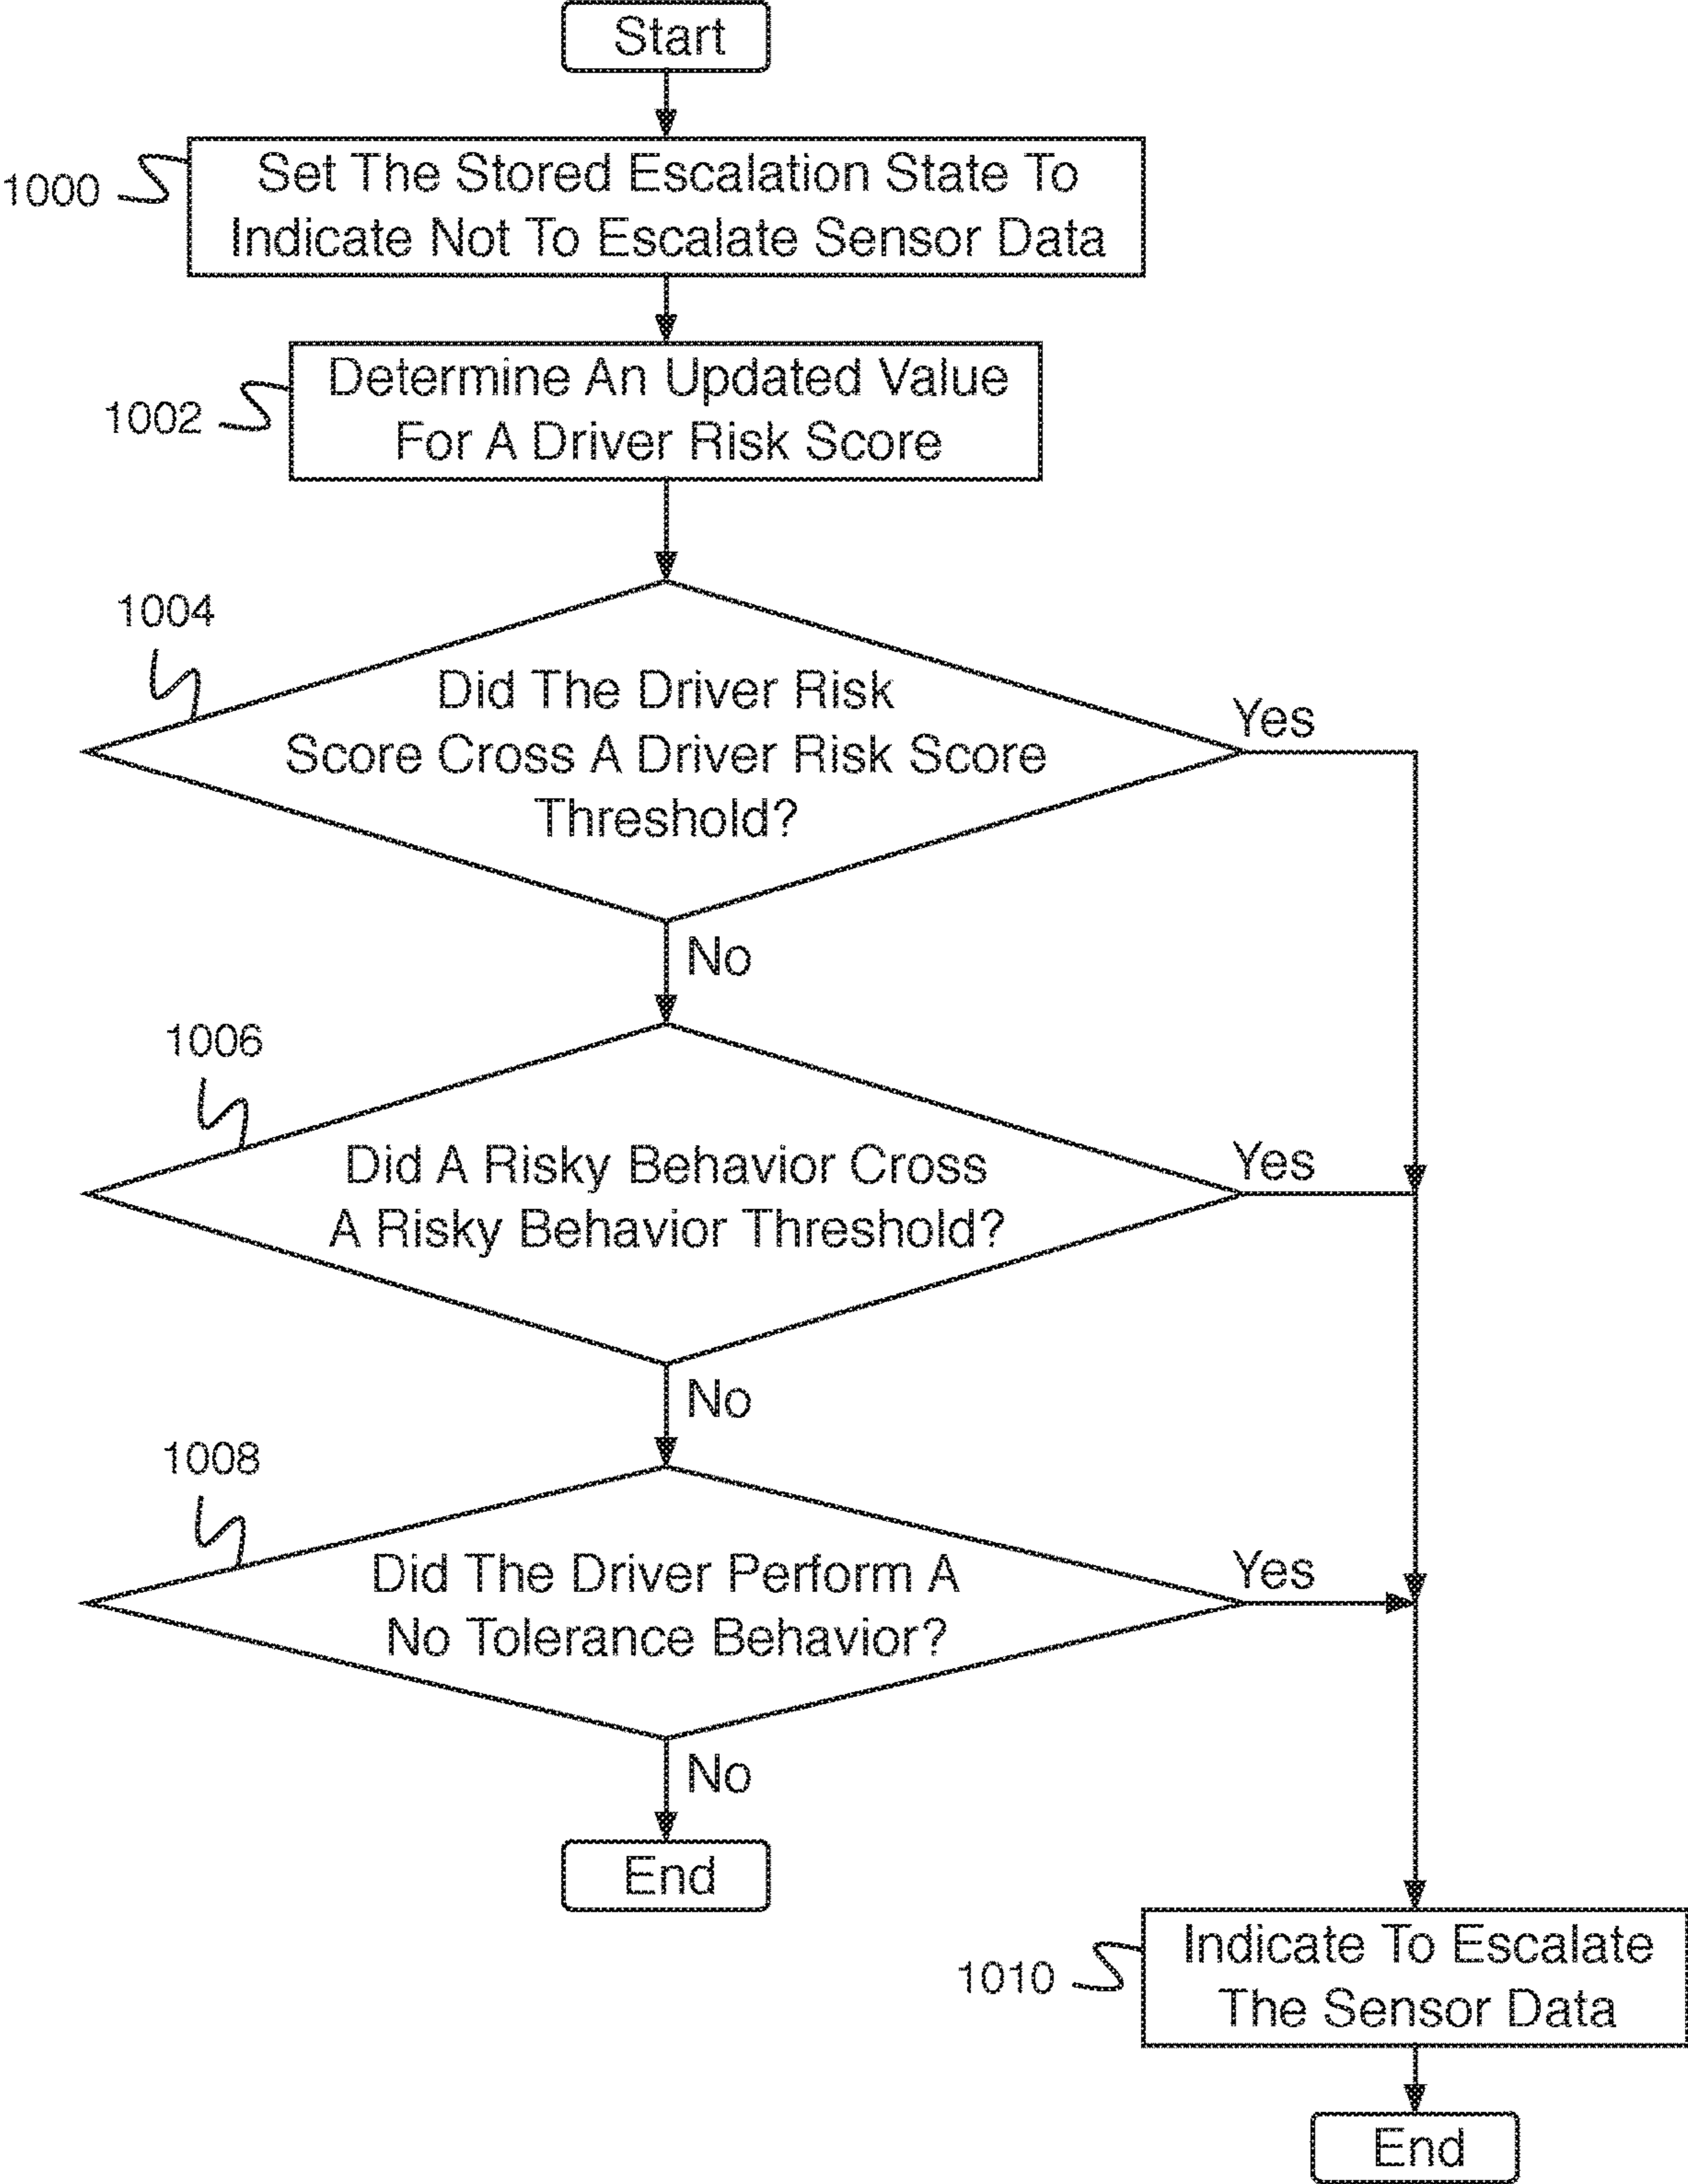 Start
1000
Set The Stored Escalation State To
Indicate Not To Escalate Sensor Data
1002
Determine An Updated Value
For A Driver Risk Score
1004
Did The Driver Risk
Score Cross A Driver Risk Score
Threshold?
Yes
No
1006
Did A Risky Behavior Cross
A Risky Behavior Threshold?
Yes
No
1008
Did The Driver Perform A
No Tolerance Behavior?
Yes
No
End
1010
Indicate To Escalate
The Sensor Data
End